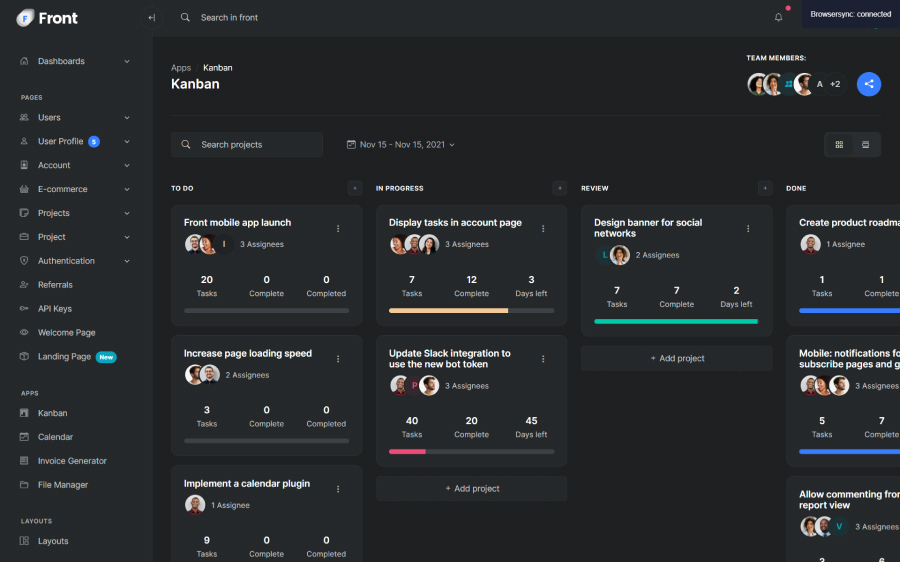 Front
Search in front
Browsersync: connected
Dashboards
PAGES
Users
User Profile 5
Account
E-commerce
Projects
Project
Authentication
Referrals
API Keys
Welcome Page
Landing Page New
APPS
Kanban
Calendar
Invoice Generator
File Manager
LAYOUTS
Layouts
Apps Kanban
Kanban
TEAM MEMBERS:
A +2
Search projects
Nov 15 - Nov 15, 2021
TO DO
Front mobile app launch
I 3 Assignees
20 0 0
Tasks Complete Completed
Increase page loading speed
2 Assignees
3 0 0
Tasks Complete Completed
Implement a calendar plugin
1 Assignee
9 0 0
Tasks Complete Completed
IN PROGRESS
Display tasks in account page
3 Assignees
7 12 3
Tasks Complete Days left
Update Slack integration to
use the new bot token
P 3 Assignees
40 20 45
Tasks Complete Days left
+ Add project
REVIEW
Design banner for social
networks
L 2 Assignees
7 7 2
Tasks Complete Days left
+ Add project
DONE
Create product roadma
1 Assignee
1 1
Tasks Complete
Mobile: notifications fo
subscribe pages and g
3 Assignees
5 7
Tasks Complete
Allow commenting from
report view
V 3 Assignees